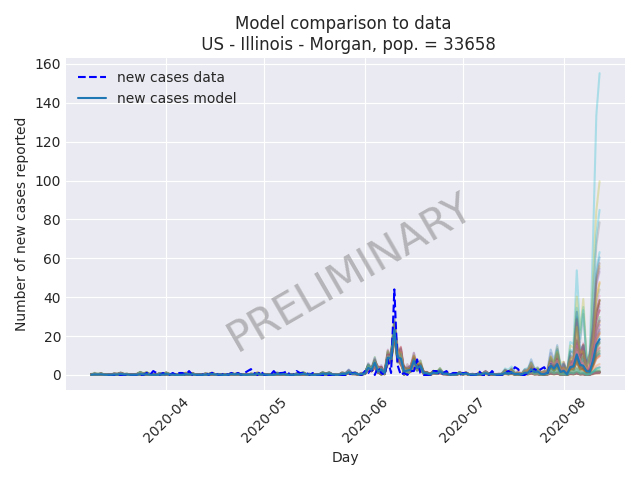 Model comparison to data
US - Illinois - Morgan, pop. = 33658
new cases data
new cases model
Number of new cases reported
160
140
120
100
80
60
40
20
0
PRELIMINARY
2020-04
2020-05
2020-06
2020-07
2020-08
Day